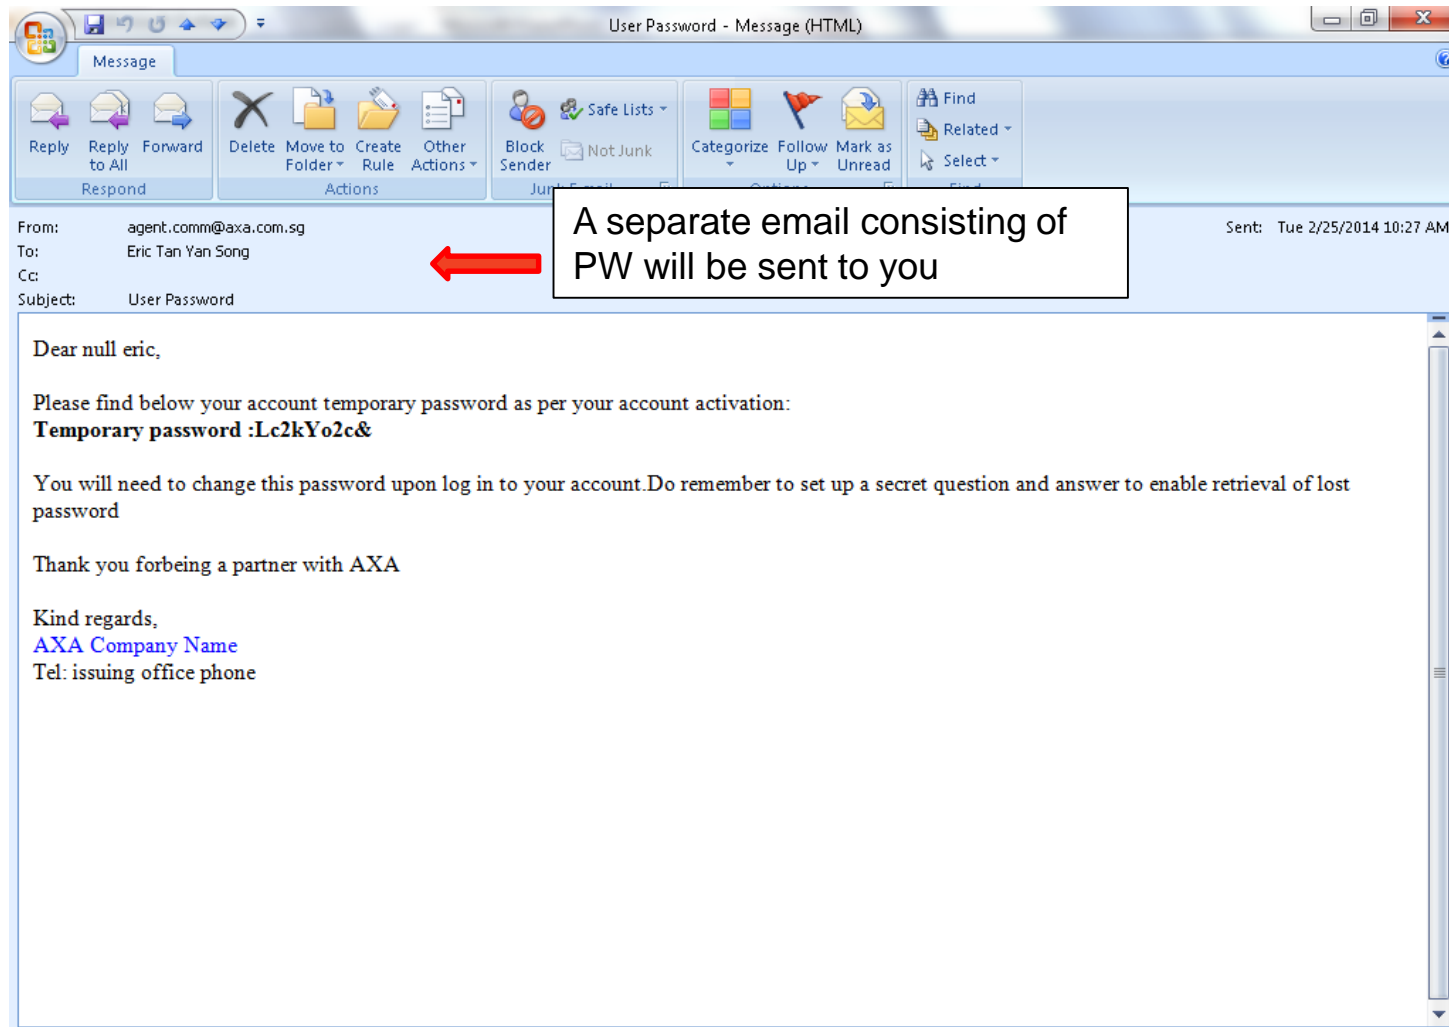 User Password - Message (HTML)
Message
Reply
Reply to All
Forward
Delete
Move to Folder
Create Rule
Other Actions
Block Sender
Safe Lists
Not Junk
Categorize
Follow Up
Mark as Unread
Find
Related
Select
Respond
Actions
Options
Find
From: agent.comm@axa.com.sg
Sent: Tue 2/25/2014 10:27 AM
To: Eric Tan Yan Song
Cc:
Subject: User Password
A separate email consisting of
PW will be sent to you
Dear null eric,
Please find below your account temporary password as per your account activation:
Temporary password :Lc2kYo2c&
You will need to change this password upon log in to your account.Do remember to set up a secret question and answer to enable retrieval of lost
password
Thank you forbeing a partner with AXA
Kind regards,
AXA Company Name
Tel: issuing office phone